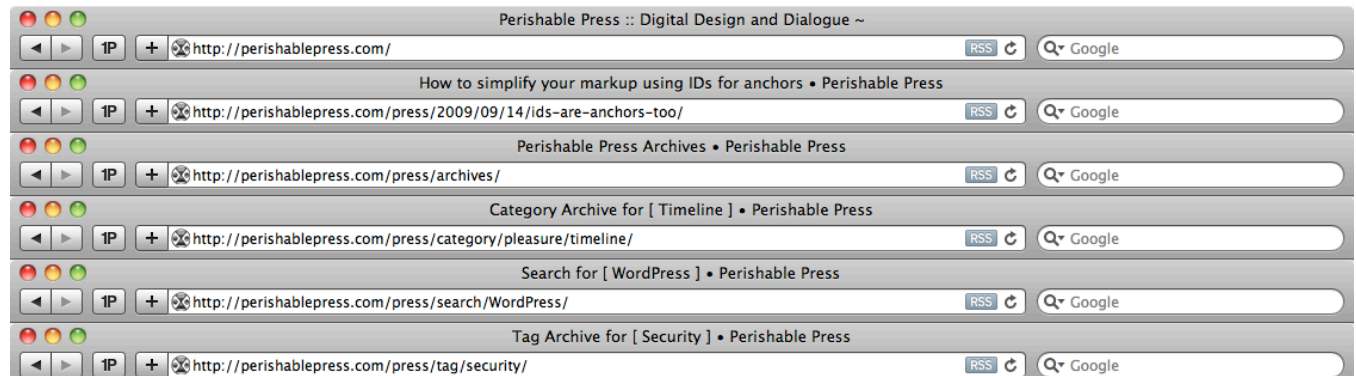 Perishable Press :: Digital Design and Dialogue ~
1P + http://perishablepress.com/ RSS Google
How to simplify your markup using IDs for anchors • Perishable Press
1P + http://perishablepress.com/press/2009/09/14/ids-are-anchors-too/ RSS Google
Perishable Press Archives • Perishable Press
1P + http://perishablepress.com/press/archives/ RSS Google
Category Archive for [ Timeline ] • Perishable Press
1P + http://perishablepress.com/press/category/pleasure/timeline/ RSS Google
Search for [ WordPress ] • Perishable Press
1P + http://perishablepress.com/press/search/WordPress/ RSS Google
Tag Archive for [ Security ] • Perishable Press
1P + http://perishablepress.com/press/tag/security/ RSS Google